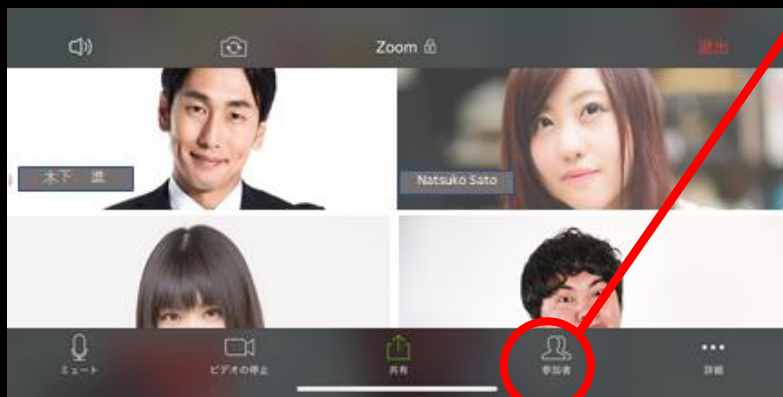 Zoom
退出
木下 進
Natsuko Sato
ミュート
ビデオの停止
共有
参加者
詳細